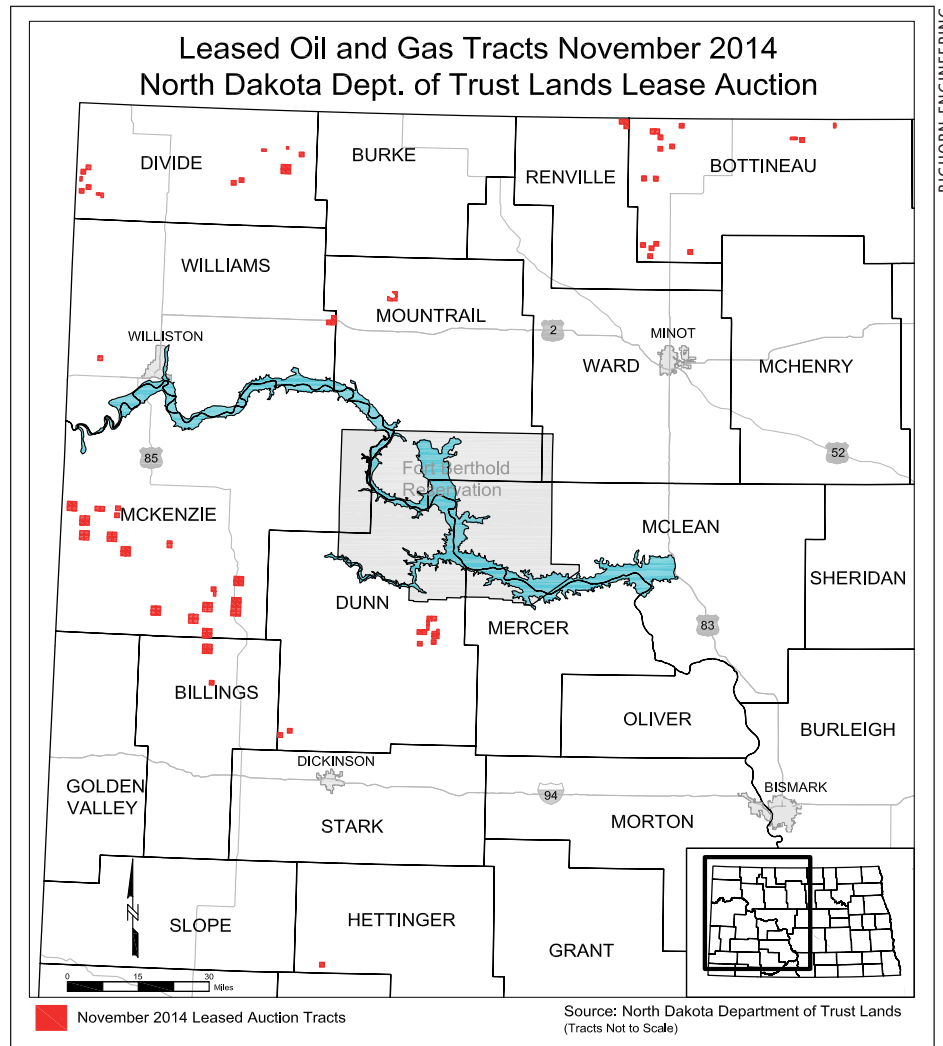 Leased Oil and Gas Tracts November 2014
North Dakota Dept. of Trust Lands Lease Auction
BIGHORN ENGINEERING
DIVIDE
BURKE
RENVILLE
BOTTINEAU
WILLIAMS
MOUNTRAIL
WILLISTON
2
MINOT
WARD
MCHENRY
85
52
Fort Berthold
Reservation
MCKENZIE
MCLEAN
SHERIDAN
DUNN
MERCER
83
BILLINGS
OLIVER
BURLEIGH
DICKINSON
GOLDEN
VALLEY
94
BISMARK
STARK
MORTON
N
SLOPE
HETTINGER
GRANT
0 15 30
Miles
November 2014 Leased Auction Tracts
Source: North Dakota Department of Trust Lands
(Tracts Not to Scale)